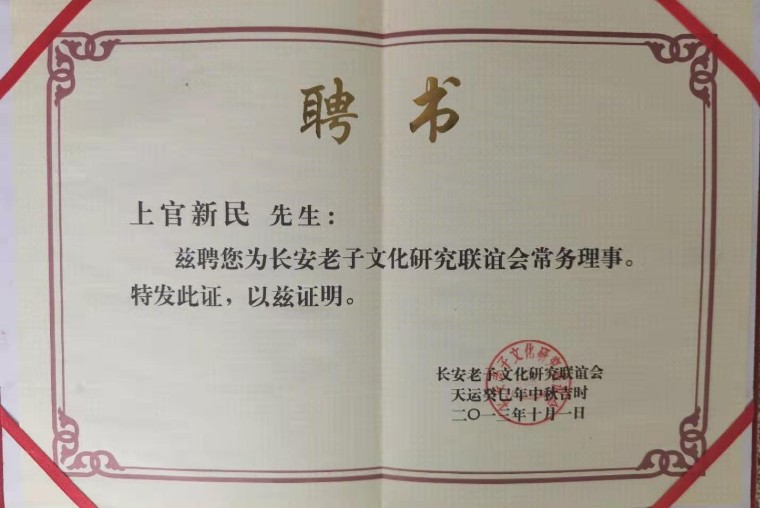 聘书
上官新民 先生：
兹聘您为长安老子文化研究联谊会常务理事。
特发此证，以兹证明。
长安老子文化研究联谊会
天运癸巳年中秋吉时
二〇一三年十月一日